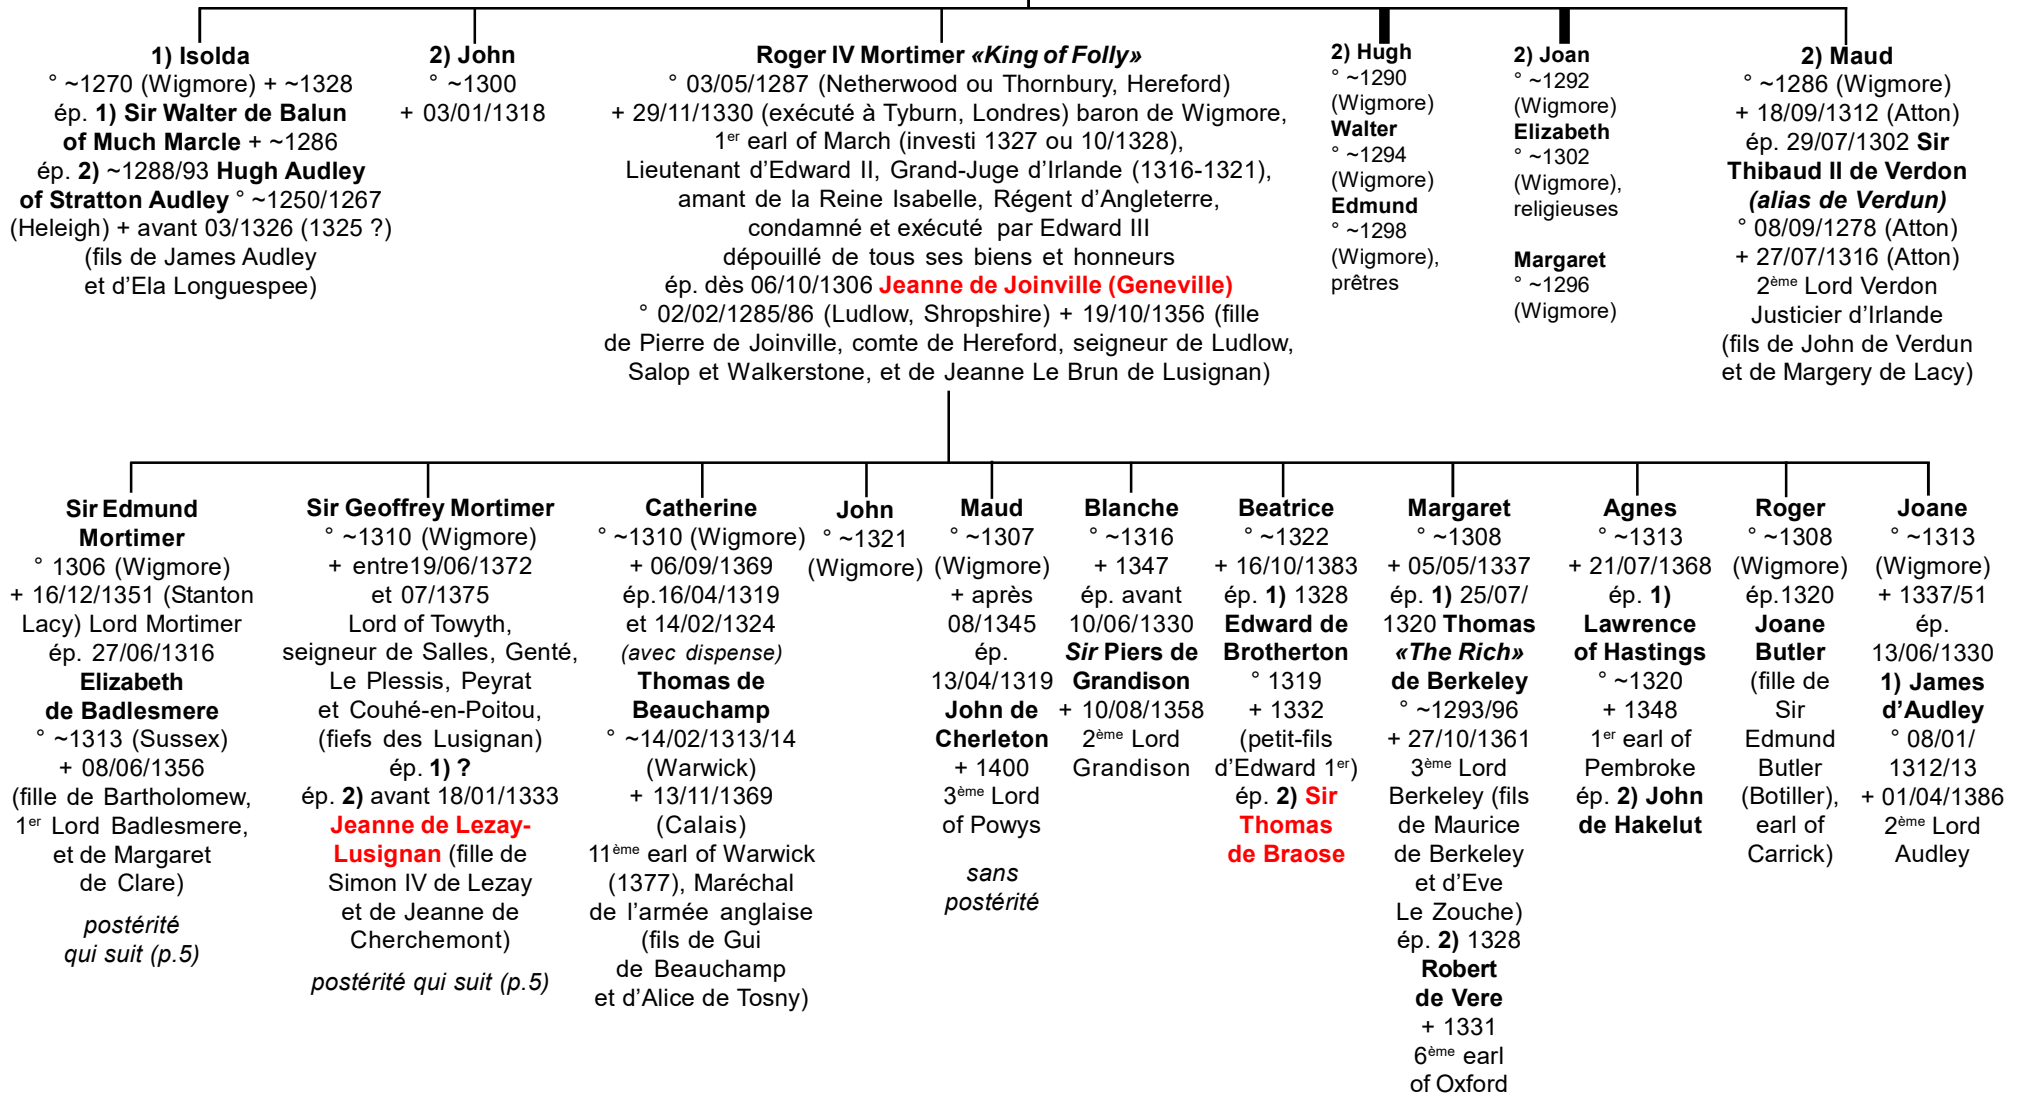 1) Isolda
° ~1270 (Wigmore) + ~1328
ép. 1) Sir Walter de Balun
of Much Marcle + ~1286
ép. 2) ~1288/93 Hugh Audley
of Stratton Audley ° ~1250/1267
(Heleigh) + avant 03/1326 (1325 ?)
(fils de James Audley
et d’Ela Longuespee)
2) John
° ~1300
+ 03/01/1318
Roger IV Mortimer «King of Folly»
° 03/05/1287 (Netherwood ou Thornbury, Hereford)
+ 29/11/1330 (exécuté à Tyburn, Londres) baron de Wigmore,
1er earl of March (investi 1327 ou 10/1328),
Lieutenant d’Edward II, Grand-Juge d’Irlande (1316-1321),
amant de la Reine Isabelle, Régent d’Angleterre,
condamné et exécuté par Edward III
dépouillé de tous ses biens et honneurs
ép. dès 06/10/1306 Jeanne de Joinville (Geneville)
° 02/02/1285/86 (Ludlow, Shropshire) + 19/10/1356 (fille
de Pierre de Joinville, comte de Hereford, seigneur de Ludlow,
Salop et Walkerstone, et de Jeanne Le Brun de Lusignan)
2) Hugh
° ~1290
(Wigmore)
Walter
° ~1294
(Wigmore)
Edmund
° ~1298
(Wigmore),
prêtres
2) Joan
° ~1292
(Wigmore)
Elizabeth
° ~1302
(Wigmore),
religieuses
Margaret
° ~1296
(Wigmore)
2) Maud
° ~1286 (Wigmore)
+ 18/09/1312 (Atton)
ép. 29/07/1302 Sir
Thibaud II de Verdon
(alias de Verdun)
° 08/09/1278 (Atton)
+ 27/07/1316 (Atton)
2ème Lord Verdon
Justicier d’Irlande
(fils de John de Verdun
et de Margery de Lacy)
Sir Edmund
Mortimer
° 1306 (Wigmore)
+ 16/12/1351 (Stanton
Lacy) Lord Mortimer
ép. 27/06/1316
Elizabeth
de Badlesmere
° ~1313 (Sussex)
+ 08/06/1356
(fille de Bartholomew,
1er Lord Badlesmere,
et de Margaret
de Clare)
postérité
qui suit (p.5)
Sir Geoffrey Mortimer
° ~1310 (Wigmore)
+ entre19/06/1372
et 07/1375
Lord of Towyth,
seigneur de Salles, Genté,
Le Plessis, Peyrat
et Couhé-en-Poitou,
(fiefs des Lusignan)
ép. 1) ?
ép. 2) avant 18/01/1333
Jeanne de Lezay-
Lusignan (fille de
Simon IV de Lezay
et de Jeanne de
Cherchemont)
postérité qui suit (p.5)
Catherine
° ~1310 (Wigmore)
+ 06/09/1369
ép.16/04/1319
et 14/02/1324
(avec dispense)
Thomas de
Beauchamp
° ~14/02/1313/14
(Warwick)
+ 13/11/1369
(Calais)
11ème earl of Warwick
(1377), Maréchal
de l’armée anglaise
(fils de Gui
de Beauchamp
et d’Alice de Tosny)
John
° ~1321
(Wigmore)
Maud
° ~1307
(Wigmore)
+ après
08/1345
ép.
13/04/1319
John de
Cherleton
+ 1400
3ème Lord
of Powys
sans
postérité
Blanche
° ~1316
+ 1347
ép. avant
10/06/1330
Sir Piers de
Grandison
+ 10/08/1358
2ème Lord
Grandison
Beatrice
° ~1322
+ 16/10/1383
ép. 1) 1328
Edward de
Brotherton
° 1319
+ 1332
(petit-fils
d’Edward 1er)
ép. 2) Sir
Thomas
de Braose
Margaret
° ~1308
+ 05/05/1337
ép. 1) 25/07/
1320 Thomas
«The Rich»
de Berkeley
° ~1293/96
+ 27/10/1361
3ème Lord
Berkeley (fils
de Maurice
de Berkeley
et d’Eve
Le Zouche)
ép. 2) 1328
Robert
de Vere
+ 1331
6ème earl
of Oxford
Agnes
° ~1313
+ 21/07/1368
ép. 1)
Lawrence
of Hastings
° ~1320
+ 1348
1er earl of
Pembroke
ép. 2) John
de Hakelut
Roger
° ~1308
(Wigmore)
ép.1320
Joane
Butler
(fille de
Sir
Edmund
Butler
(Botiller),
earl of
Carrick)
Joane
° ~1313
(Wigmore)
+ 1337/51
ép.
13/06/1330
1) James
d’Audley
° 08/01/
1312/13
+ 01/04/1386
2ème Lord
Audley